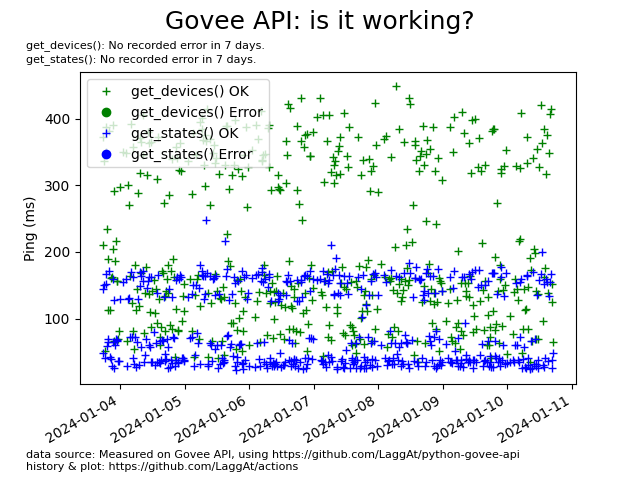 Govee API: is it working?
get_devices(): No recorded error in 7 days.
get_states(): No recorded error in 7 days.
get_devices() OK
get_devices() Error
get_states() OK
get_states() Error
400
300
200
100
Ping (ms)
2024-01-04
2024-01-05
2024-01-06
2024-01-07
2024-01-08
2024-01-09
2024-01-10
2024-01-11
data source: Measured on Govee API, using https://github.com/LaggAt/python-govee-api
history & plot: https://github.com/LaggAt/actions